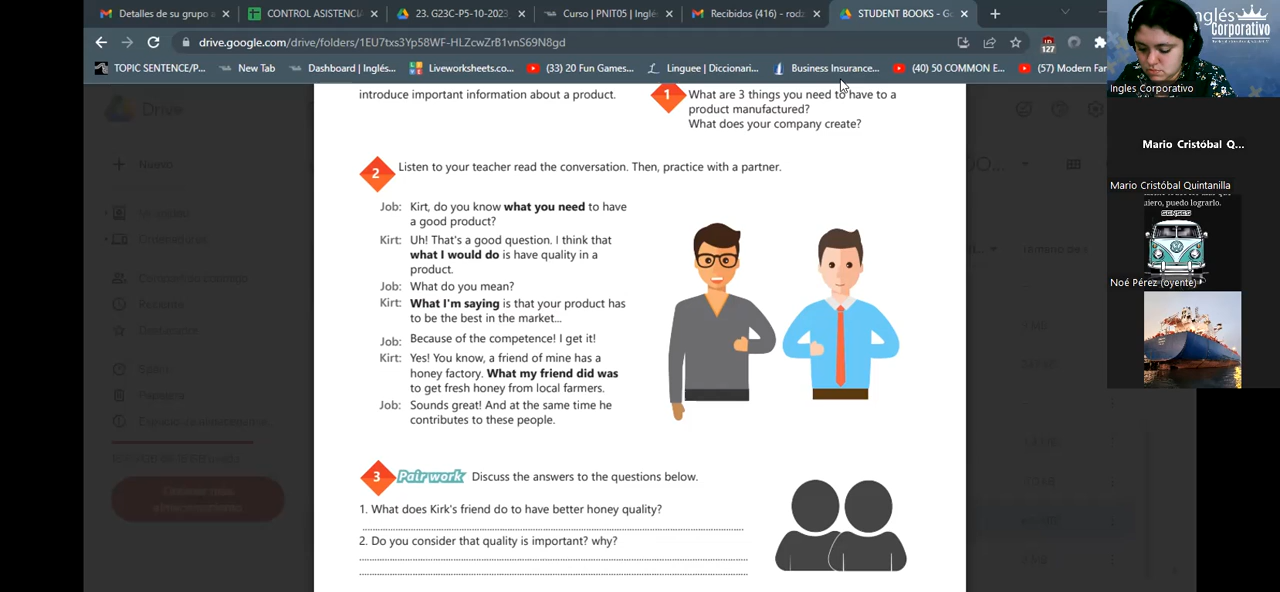 Detalles de su grupo a
CONTROL ASISTENCIA
23. G23C-P5-10-2023
Curso | PNIT05 | Inglés
Recibidos (416) - rodz
STUDENT BOOKS - Go
drive.google.com/drive/folders/1EU7txs3Yp58WF-HLZcwZrB1vnS69N8gd
127
TOPIC SENTENCE/P...
New Tab
Dashboard | Inglés...
Liveworksheets.co...
(33) 20 Fun Games...
Linguee | Diccionari...
Business Insurance...
(40) 50 COMMON E...
(57) Modern Far
Drive
Nuevo
introduce important information about a product.
1
What are 3 things you need to have to a
product manufactured?
What does your company create?
2
Listen to your teacher read the conversation. Then, practice with a partner.
Job: Kirt, do you know what you need to have
a good product?
Kirt: Uh! That's a good question. I think that
what I would do is have quality in a
product.
Job: What do you mean?
Kirt: What I'm saying is that your product has
to be the best in the market...
Job: Because of the competence! I get it!
Kirt: Yes! You know, a friend of mine has a
honey factory. What my friend did was
to get fresh honey from local farmers.
Job: Sounds great! And at the same time he
contributes to these people.
3
Pair work Discuss the answers to the questions below.
1. What does Kirk's friend do to have better honey quality?
2. Do you consider that quality is important? why?
Inglés
Corporativo
Ingles Corporativo
Mario Cristóbal Q...
Mario Cristóbal Quintanilla
quiero, puedo lograrlo.
Noé Pérez (oyente)